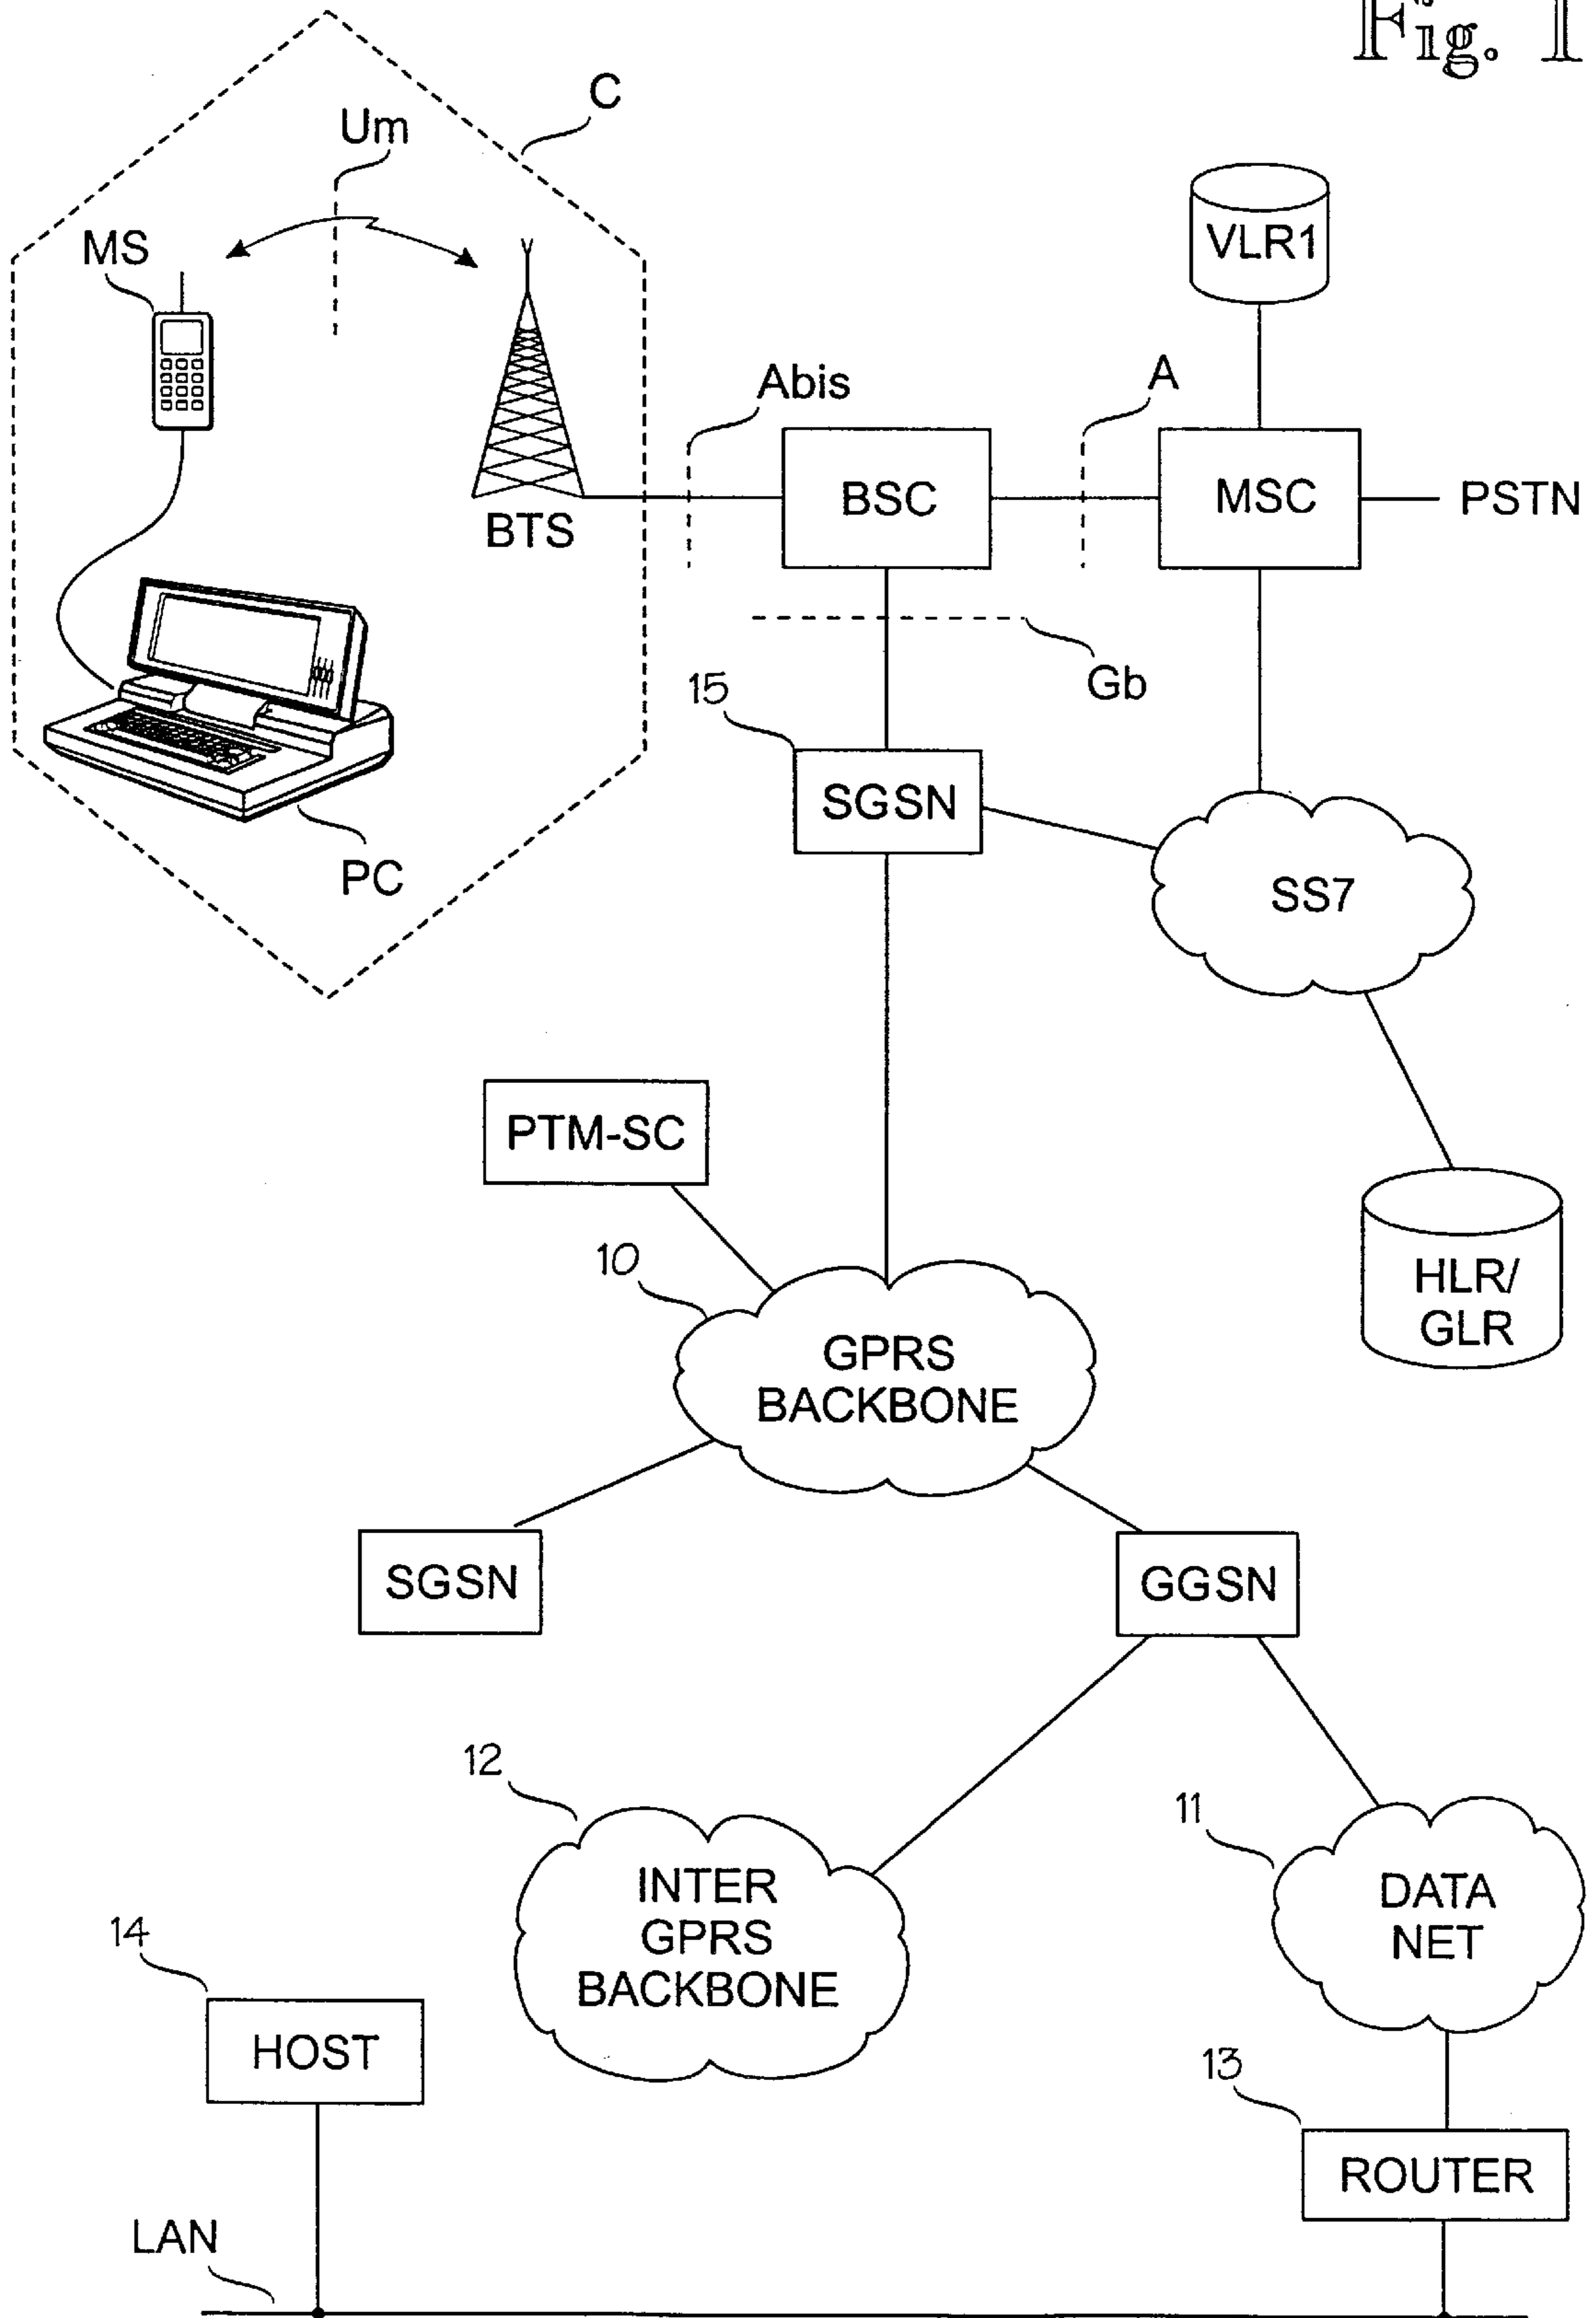 Fig. 1
C
Um
MS
VLR1
Abis
A
BSC
MSC
PSTN
BTS
Gb
15
SGSN
PC
SS7
PTM-SC
10
HLR/
GLR
GPRS
BACKBONE
SGSN
GGSN
12
11
INTER
GPRS
BACKBONE
DATA
NET
14
HOST
13
ROUTER
LAN